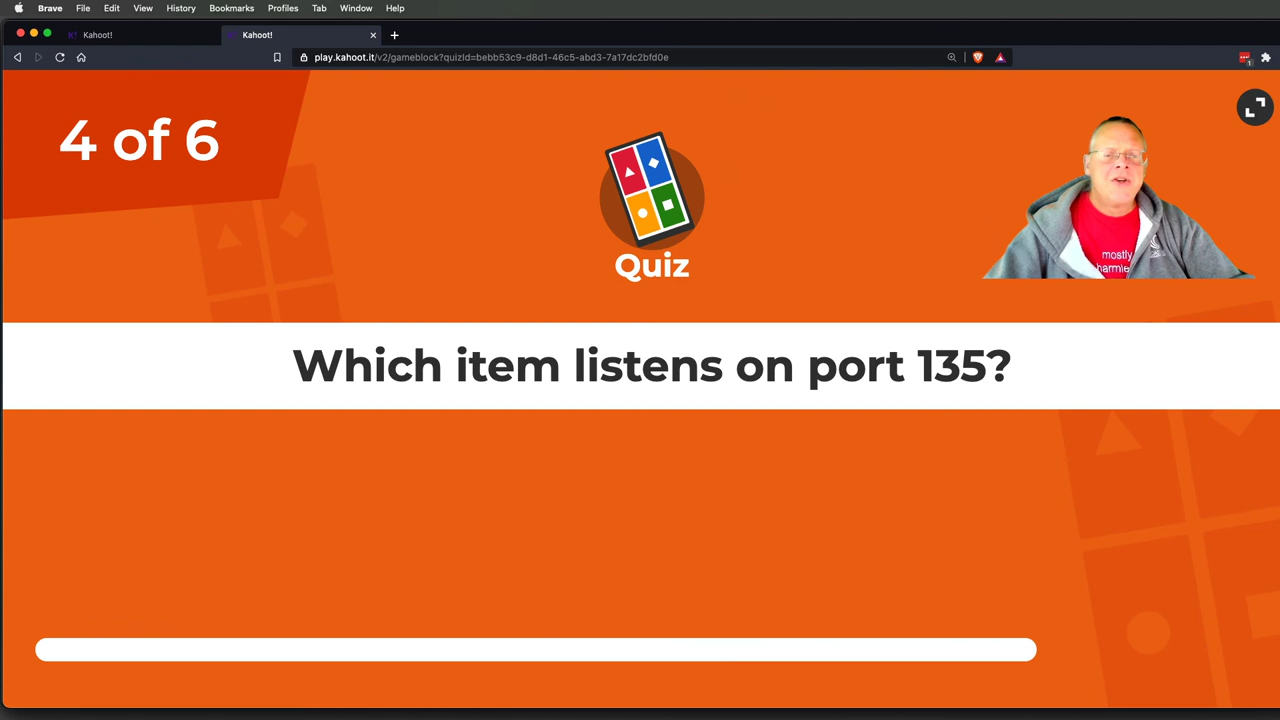 Brave File Edit View History Bookmarks Profiles Tab Window Help
Kahoot! Kahoot!
play.kahoot.it/v2/gameblock?quizId=bebb53c9-d8d1-46c5-abd3-7a17dc2bfd0e
1
4 of 6
Quiz
mostly
harmle
Which item listens on port 135?